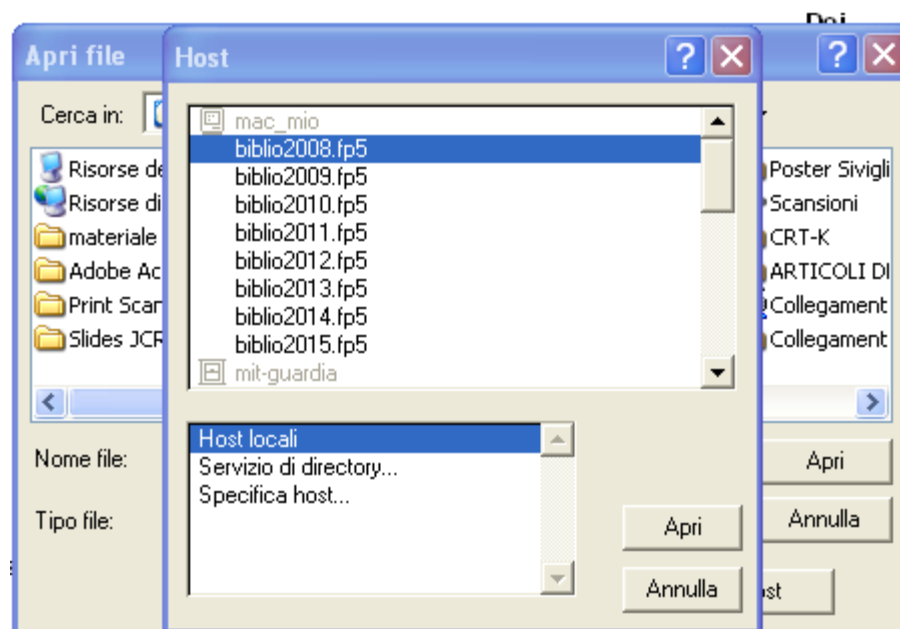 Doi
Apri file
Host
Cerca in:
mac_mio
biblio2008.fp5
biblio2009.fp5
biblio2010.fp5
biblio2011.fp5
biblio2012.fp5
biblio2013.fp5
biblio2014.fp5
biblio2015.fp5
mit-guardia
Risorse de
Risorse di
materiale
Adobe Ac
Print Scar
Slides JCR
Poster Sivigli
Scansioni
CRT-K
ARTICOLI DI
Collegament
Collegament
Host locali
Servizio di directory...
Specifica host...
Nome file:
Tipo file:
Apri
Annulla
Apri
Annulla
ost